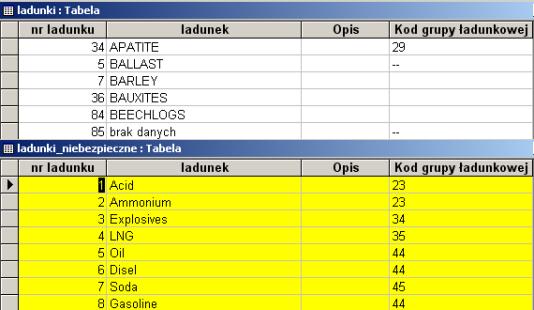 ladunki : Tabela
nr ladunku ladunek Opis Kod grupy ładunkowej
34 APATITE 29
5 BALLAST --
7 BARLEY
36 BAUXITES
84 BEECHLOGS
85 brak danych --
ladunki_niebezpieczne : Tabela
nr ladunku ladunek Opis Kod grupy ładunkowej
1 Acid 23
2 Ammonium 23
3 Explosives 34
4 LNG 35
5 Oil 44
6 Disel 44
7 Soda 45
8 Gasoline 44